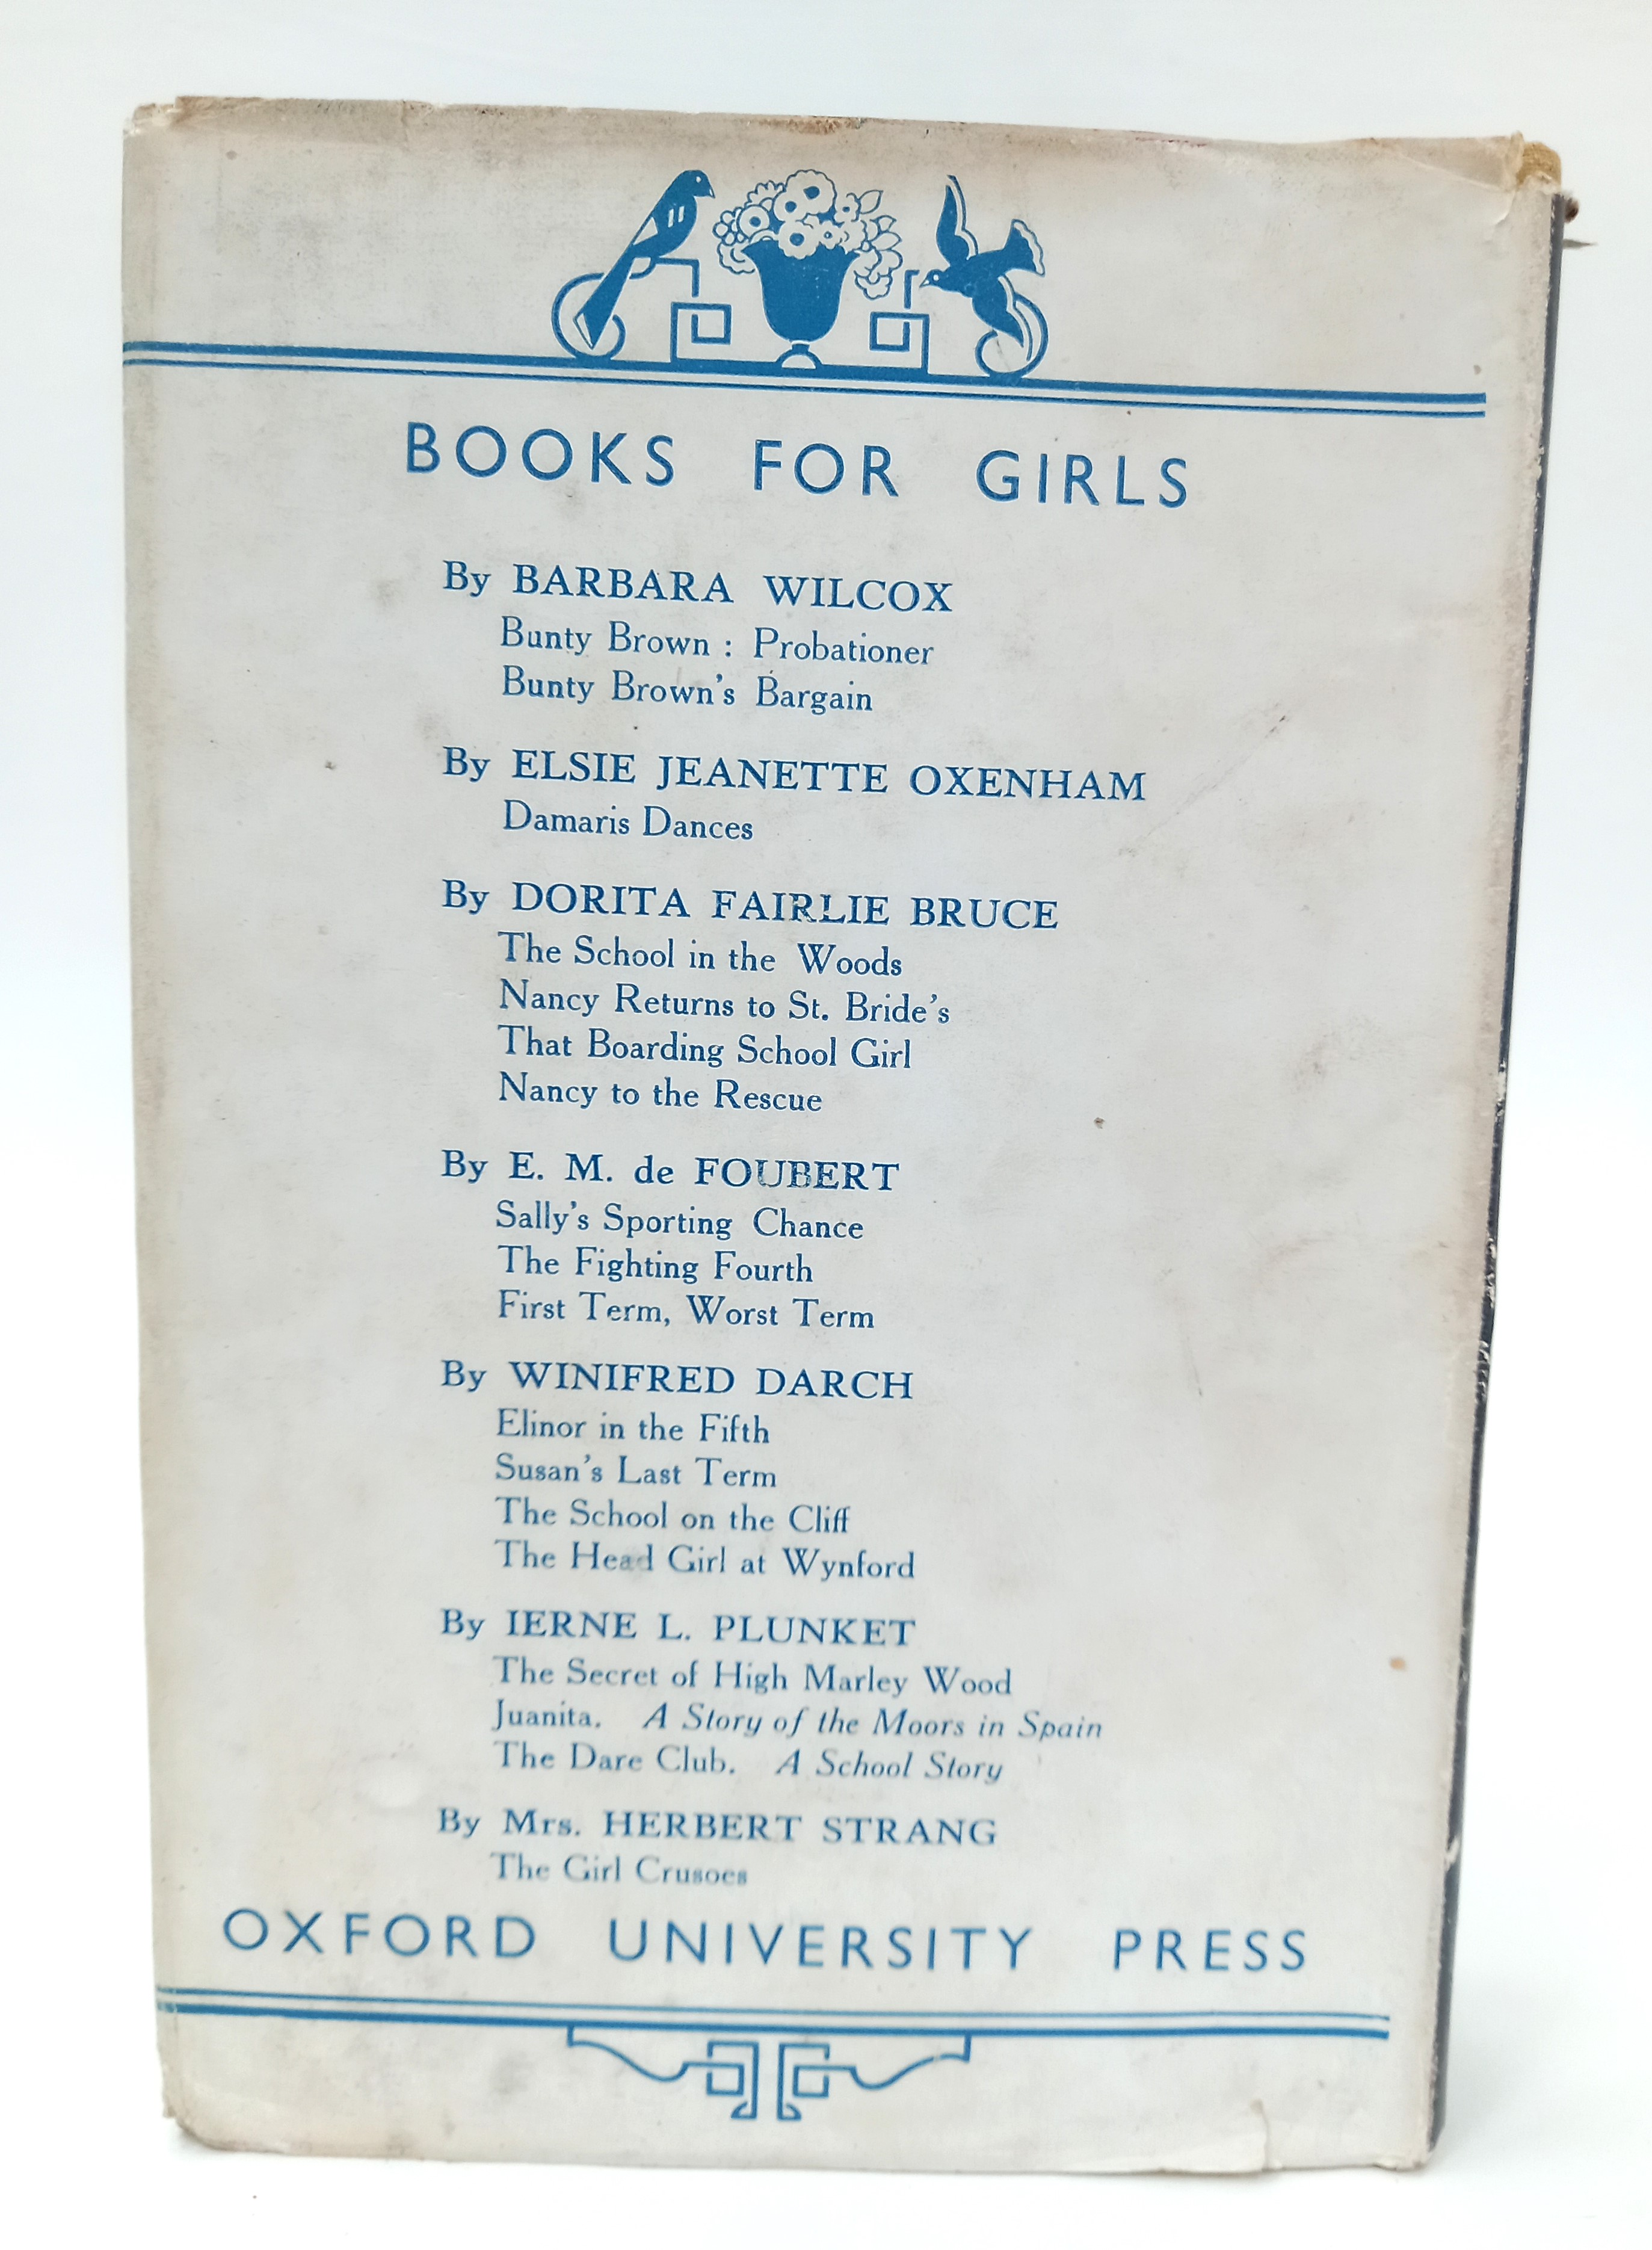 BOOKS FOR GIRLS
By BARBARA WILCOX
Bunty Brown : Probationer
Bunty Brown's Bargain
By ELSIE JEANETTE OXENHAM
Damaris Dances
By DORITA FAIRLIE BRUCE
The School in the Woods
Nancy Returns to St. Bride's
That Boarding School Girl
Nancy to the Rescue
By E. M. de FOUBERT
Sally's Sporting Chance
The Fighting Fourth
First Term, Worst Term
By WINIFRED DARCH
Elinor in the Fifth
Susan's Last Term
The School on the Cliff
The Head Girl at Wynford
By IERNE L. PLUNKET
The Secret of High Marley Wood
Juanita. A Story of the Moors in Spain
The Dare Club. A School Story
By Mrs. HERBERT STRANG
The Girl Crusoes
OXFORD UNIVERSITY PRESS